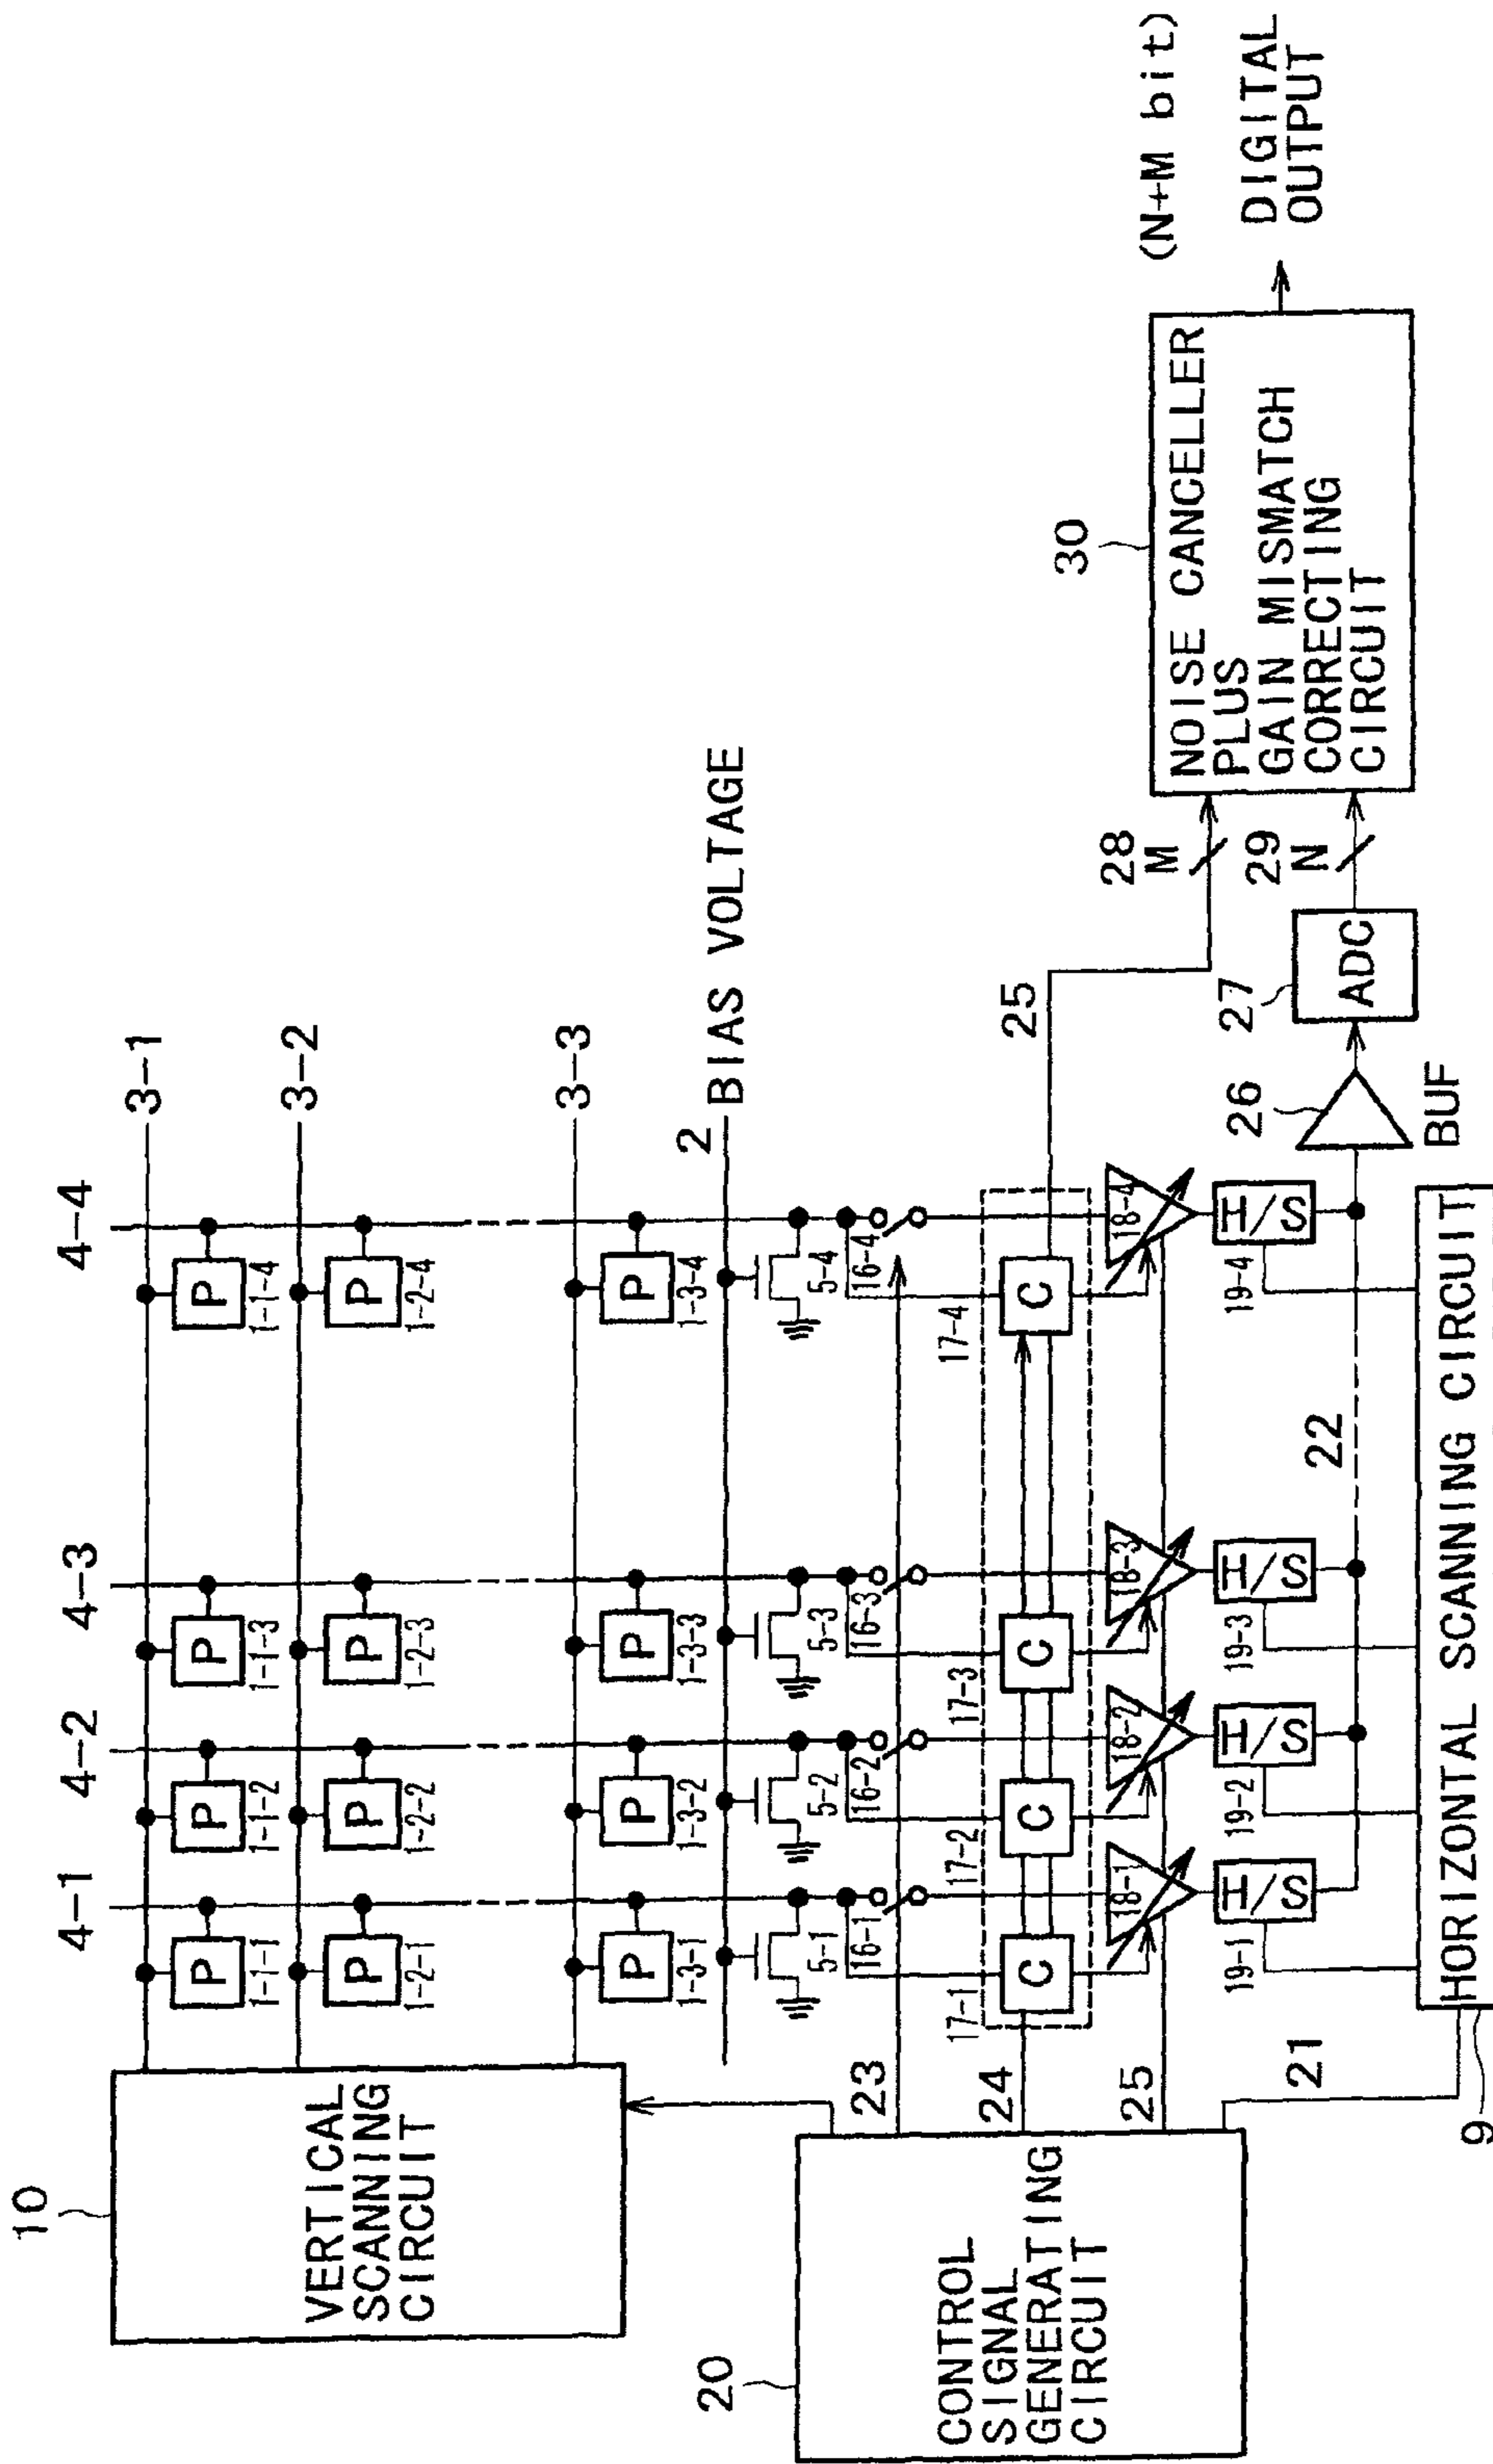 4-1
4-2
4-3
4-4
10
VERTICAL
SCANNING
CIRCUIT
3-1
P
P
P
P
1-1-1
1-1-2
1-1-3
1-1-4
3-2
P
P
P
P
1-2-1
1-2-2
1-2-3
1-2-4
3-3
P
P
P
P
1-3-1
1-3-2
1-3-3
1-3-4
2
BIAS VOLTAGE
5-1
5-2
5-3
5-4
16-1
16-2
16-3
16-4
20
CONTROL
SIGNAL
GENERATING
CIRCUIT
23
17-1
17-2
17-3
17-4
24
C
C
C
C
25
25
18-1
18-2
18-3
18-4
21
19-1
19-2
19-3
19-4
H/S
H/S
H/S
H/S
22
9
HORIZONTAL SCANNING CIRCUIT
26
BUF
27
ADC
28
M
29
N
30
NOISE CANCELLER
PLUS
GAIN MISMATCH
CORRECTING
CIRCUIT
(N+M bit)
DIGITAL
OUTPUT